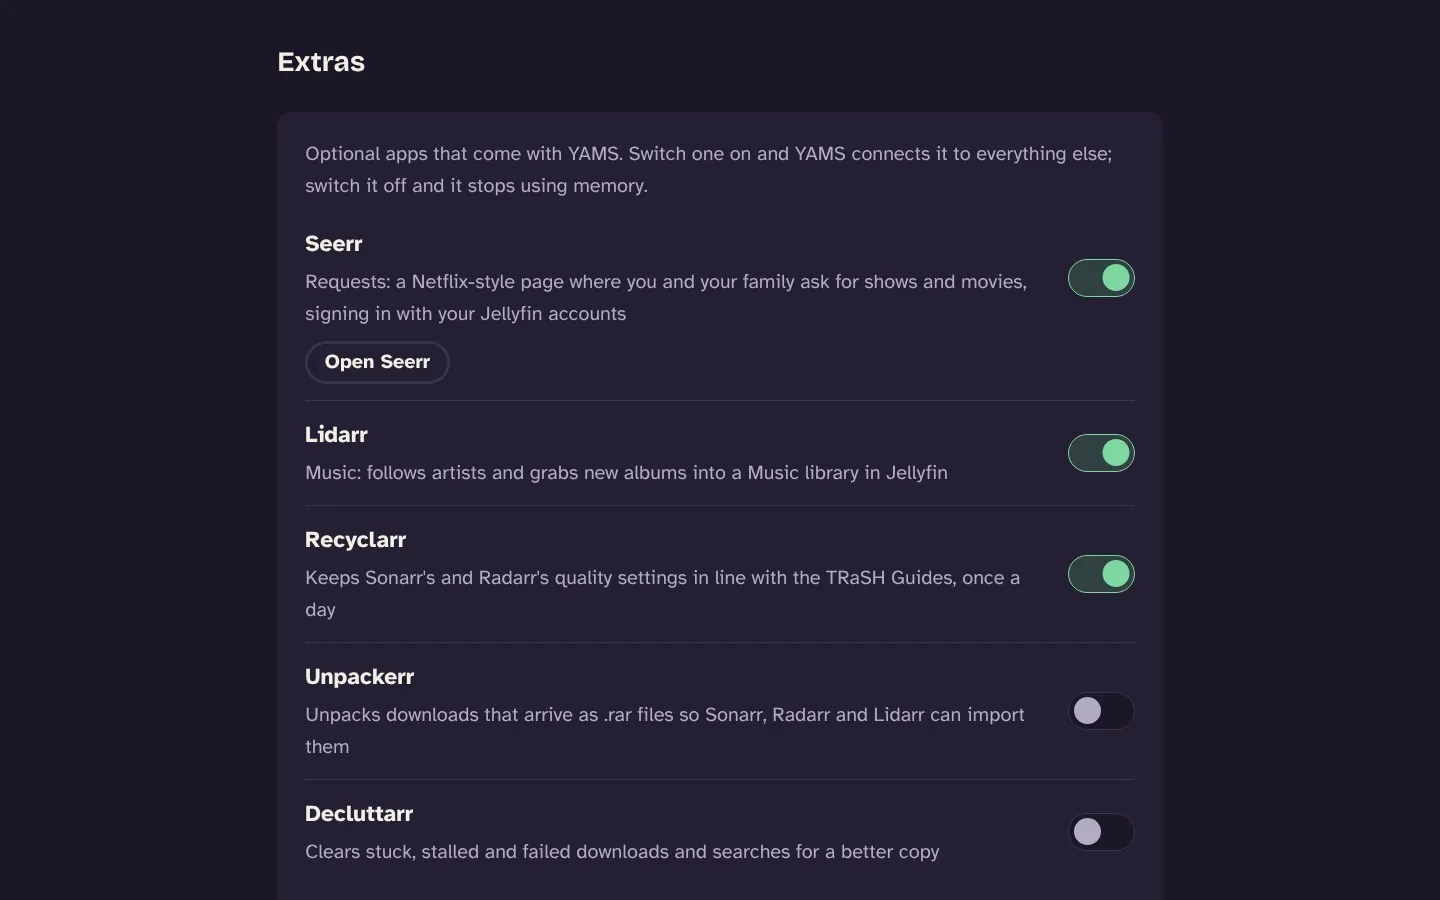 Extras
Optional apps that come with YAMS. Switch one on and YAMS connects it to everything else;
switch it off and it stops using memory.
Seerr
Requests: a Netflix-style page where you and your family ask for shows and movies,
signing in with your Jellyfin accounts
Open Seerr
Lidarr
Music: follows artists and grabs new albums into a Music library in Jellyfin
Recyclarr
Keeps Sonarr's and Radarr's quality settings in line with the TRaSH Guides, once a
day
Unpackerr
Unpacks downloads that arrive as .rar files so Sonarr, Radarr and Lidarr can import
them
Decluttarr
Clears stuck, stalled and failed downloads and searches for a better copy